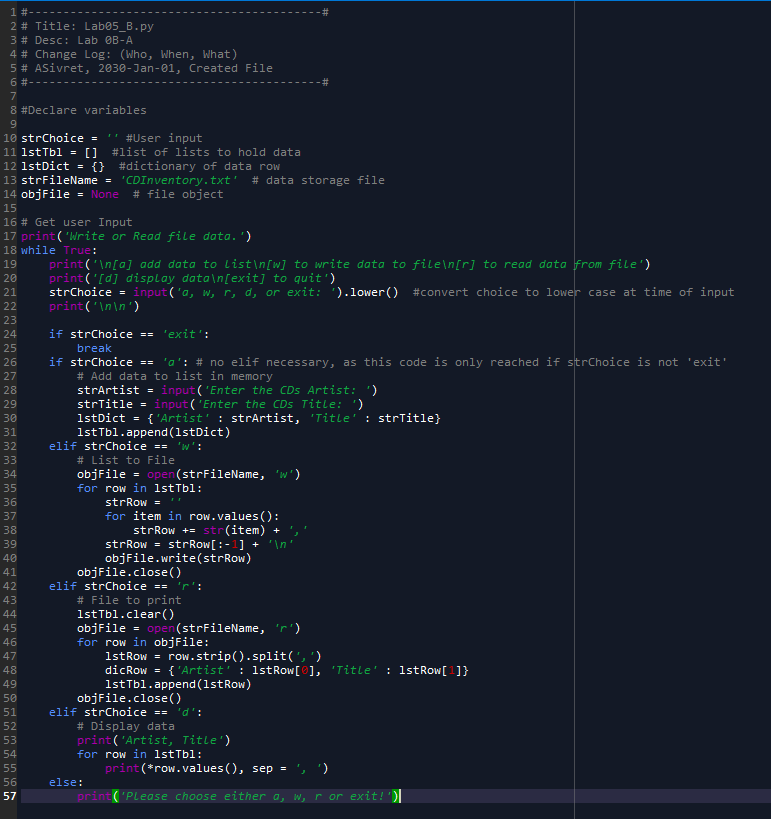 1 #------------------------------------------#
2 # Title: Lab05_B.py
3 # Desc: Lab 0B-A
4 # Change Log: (Who, When, What)
5 # ASivret, 2030-Jan-01, Created File
6 #------------------------------------------#
7
8 #Declare variables
9
10 strChoice = '' #User input
11 lstTbl = []  #list of lists to hold data
12 lstDict = {}  #dictionary of data row
13 strFileName = 'CDInventory.txt'  # data storage file
14 objFile = None  # file object
15
16 # Get user Input
17 print('Write or Read file data.')
18 while True:
19     print('\n[a] add data to list\n[w] to write data to file\n[r] to read data from file')
20     print('[d] display data\n[exit] to quit')
21     strChoice = input('a, w, r, d, or exit: ').lower()  #convert choice to lower case at time of input
22     print('\n\n')
23
24     if strChoice == 'exit':
25         break
26     if strChoice == 'a': # no elif necessary, as this code is only reached if strChoice is not 'exit'
27         # Add data to list in memory
28         strArtist = input('Enter the CDs Artist: ')
29         strTitle = input('Enter the CDs Title: ')
30         lstDict = {'Artist' : strArtist, 'Title' : strTitle}
31         lstTbl.append(lstDict)
32     elif strChoice == 'w':
33         # List to File
34         objFile = open(strFileName, 'w')
35         for row in lstTbl:
36             strRow = ''
37             for item in row.values():
38                 strRow += str(item) + ','
39             strRow = strRow[:-1] + '\n'
40             objFile.write(strRow)
41         objFile.close()
42     elif strChoice == 'r':
43         # File to print
44         lstTbl.clear()
45         objFile = open(strFileName, 'r')
46         for row in objFile:
47             lstRow = row.strip().split(',')
48             dicRow = {'Artist' : lstRow[0], 'Title' : lstRow[1]}
49             lstTbl.append(lstRow)
50         objFile.close()
51     elif strChoice == 'd':
52         # Display data
53         print('Artist, Title')
54         for row in lstTbl:
55             print(*row.values(), sep = ', ')
56     else:
57         print('Please choose either a, w, r or exit!')